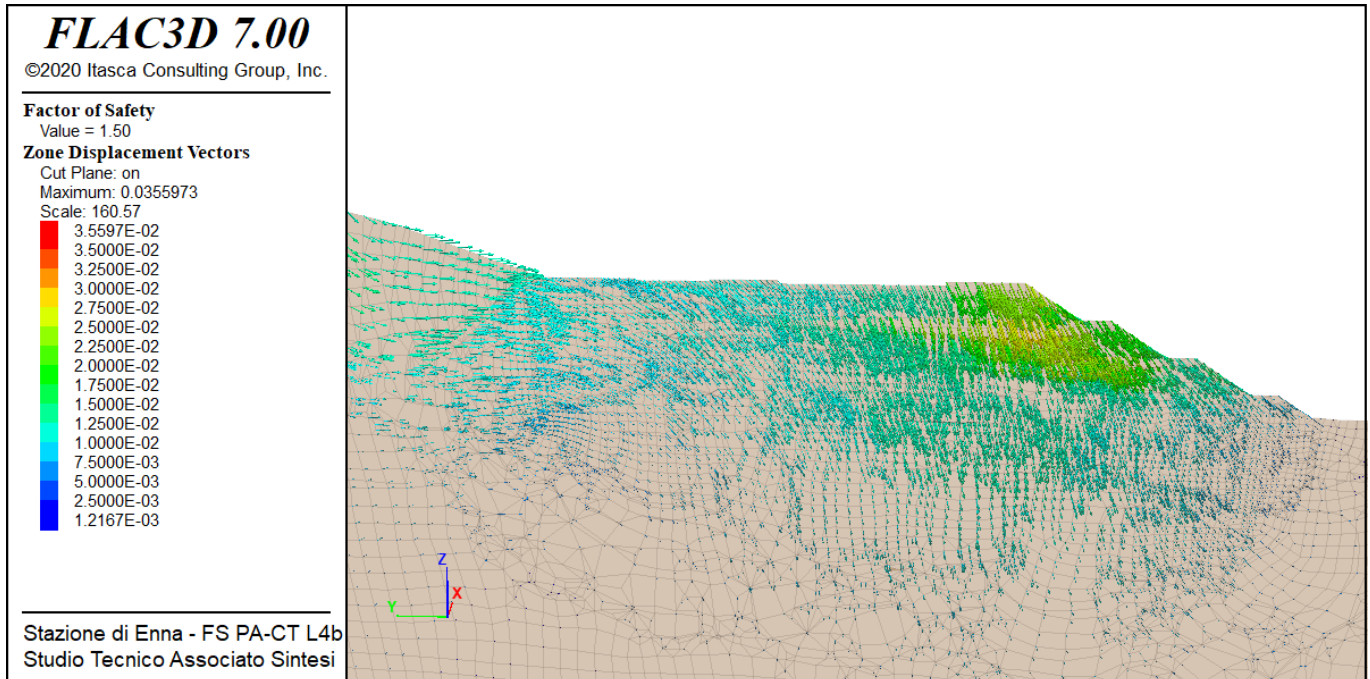 FLAC3D 7.00
©2020 Itasca Consulting Group, Inc.
Factor of Safety
Value = 1.50
Zone Displacement Vectors
Cut Plane: on
Maximum: 0.0355973
Scale: 160.57
3.5597E-02
3.5000E-02
3.2500E-02
3.0000E-02
2.7500E-02
2.5000E-02
2.2500E-02
2.0000E-02
1.7500E-02
1.5000E-02
1.2500E-02
1.0000E-02
7.5000E-03
5.0000E-03
2.5000E-03
1.2167E-03
Z
X
Y
Stazione di Enna - FS PA-CT L4b
Studio Tecnico Associato Sintesi